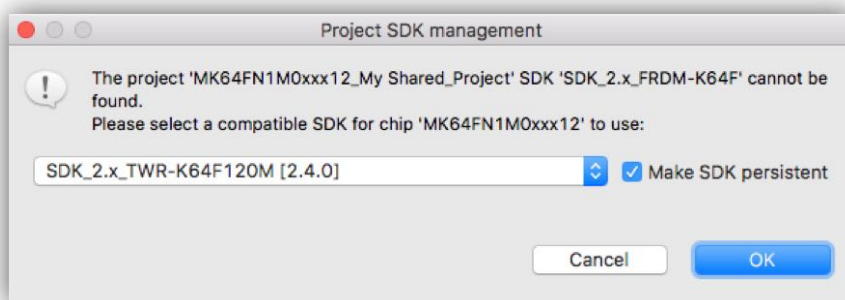 Project SDK management
The project 'MK64FN1M0xxx12_My Shared_Project' SDK 'SDK_2.x_FRDM-K64F' cannot be
found.
Please select a compatible SDK for chip 'MK64FN1M0xxx12' to use:
SDK_2.x_TWR-K64F120M [2.4.0]
Make SDK persistent
Cancel
OK